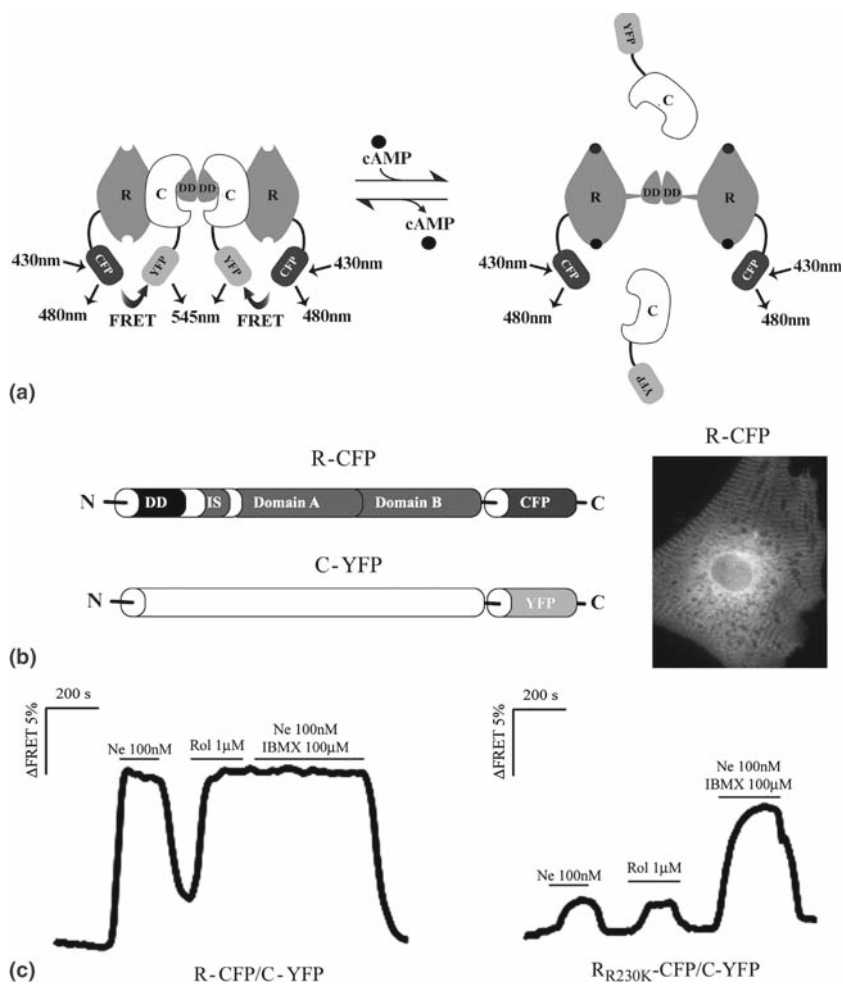 YFP
C
cAMP
R
C
DD
DD
C
R
R
DD
DD
R
cAMP
430nm
CFP
YFP
YFP
CFP
430nm
430nm
CFP
CFP
430nm
480nm
FRET
545nm
FRET
480nm
480nm
C
480nm
YFP
(a)
R-CFP
R-CFP
N
DD
IS
Domain A
Domain B
CFP
C
C-YFP
N
YFP
C
(b)
200 s
ΔFRET 5%
Ne 100nM
Rol 1μM
Ne 100nM
IBMX 100μM
200 s
ΔFRET 5%
Ne 100nM
Rol 1μM
Ne 100nM
IBMX 100μM
(c)
R-CFP/C-YFP
RR230K-CFP/C-YFP